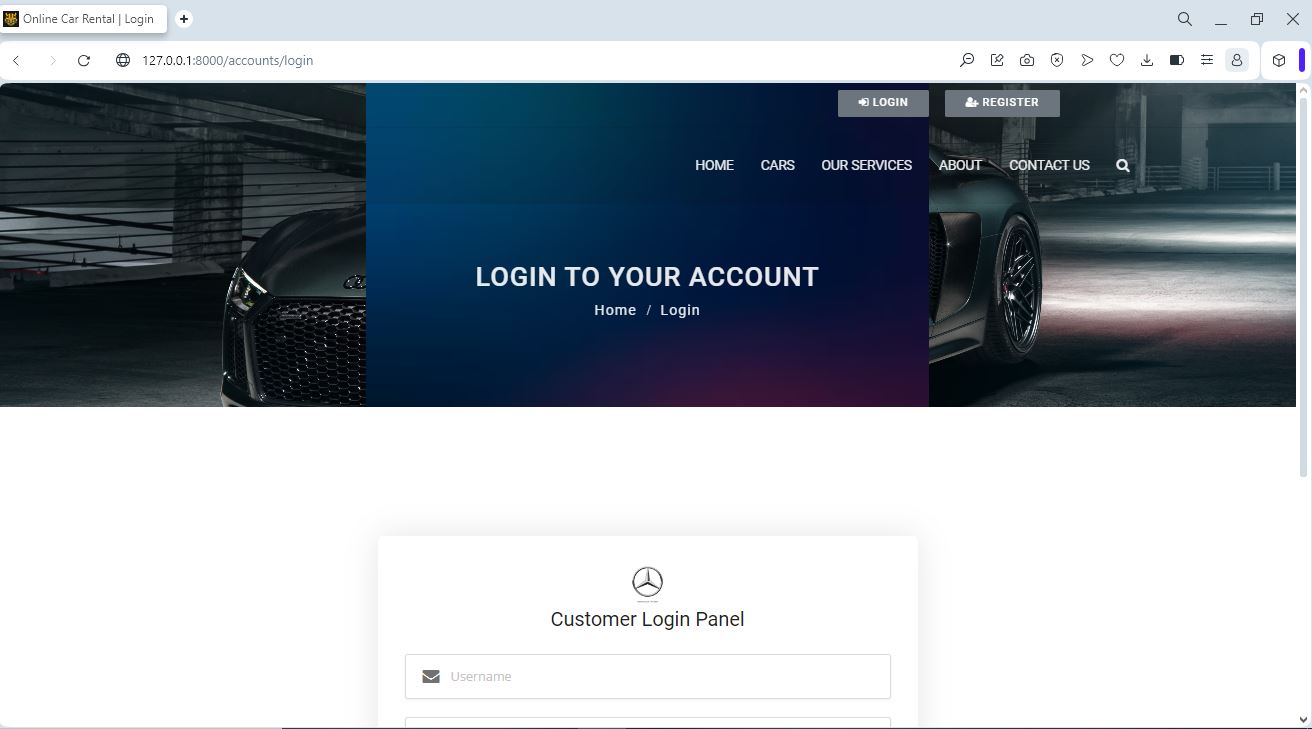 Online Car Rental | Login
127.0.0.1:8000/accounts/login
LOGIN REGISTER
HOME CARS OUR SERVICES ABOUT CONTACT US
LOGIN TO YOUR ACCOUNT
Home / Login
Customer Login Panel
Username